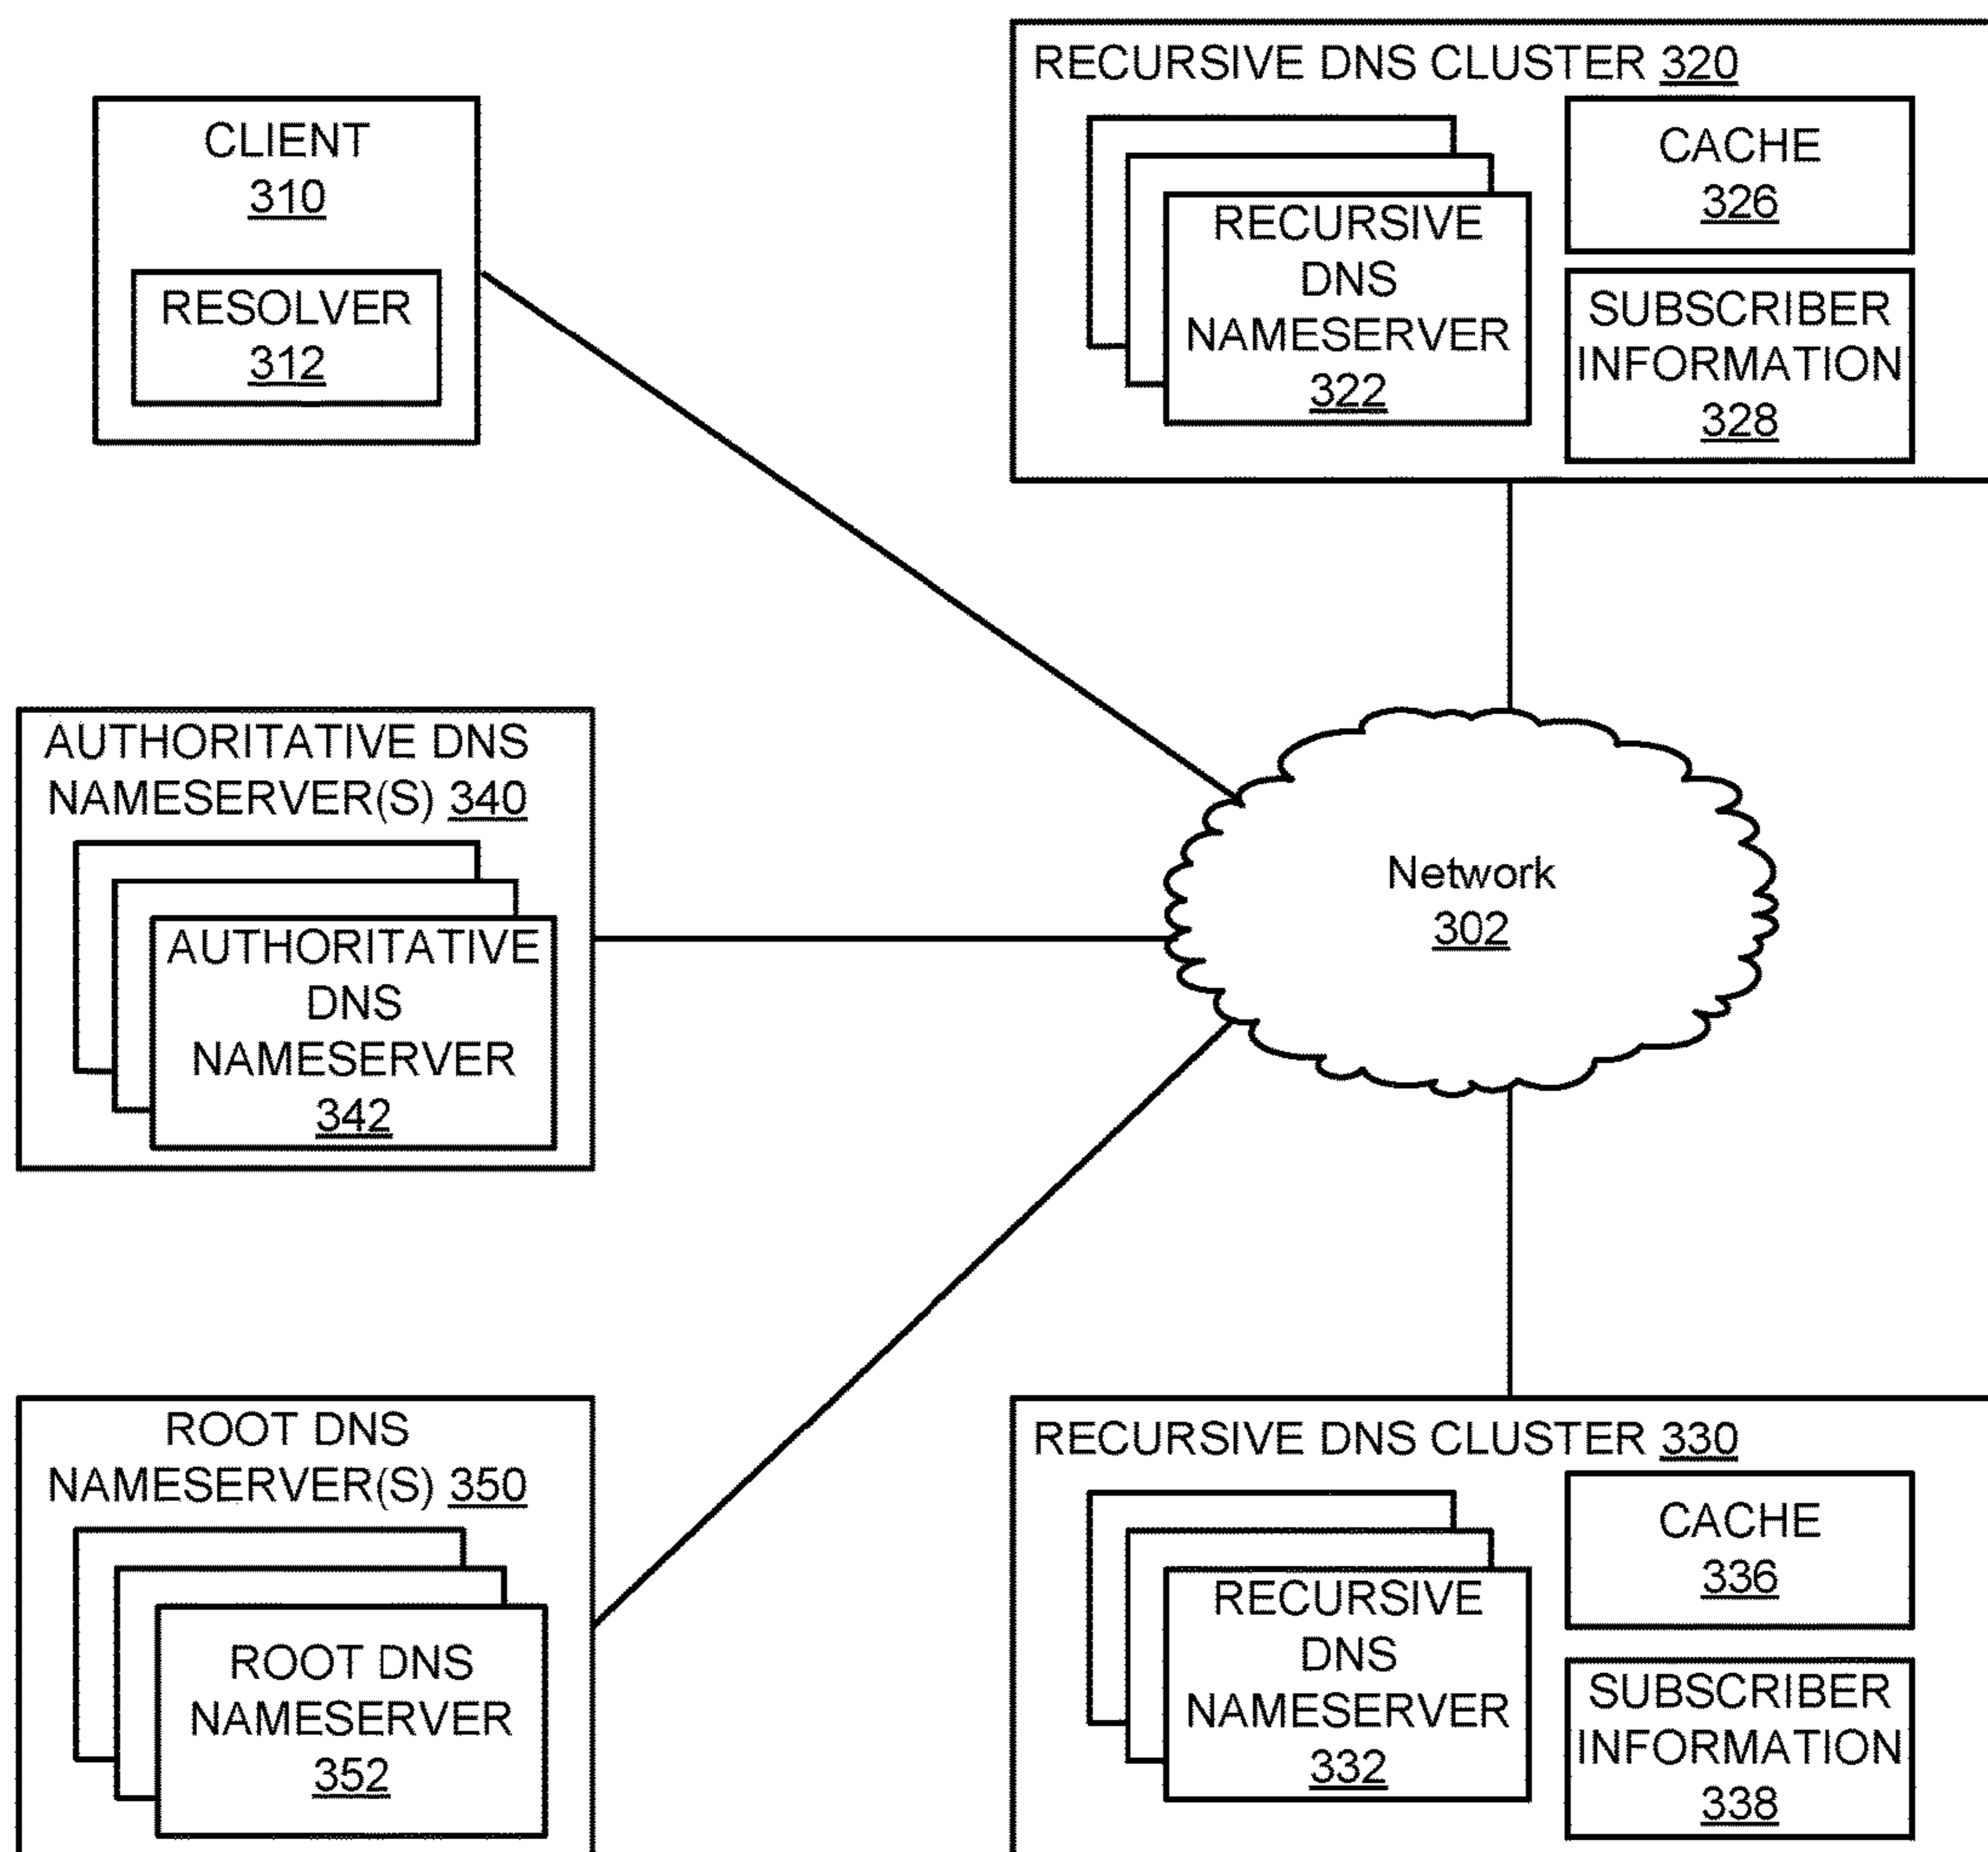 CLIENT
310
RESOLVER
312
RECURSIVE DNS CLUSTER 320
RECURSIVE
DNS
NAMESERVER
322
CACHE
326
SUBSCRIBER
INFORMATION
328
AUTHORITATIVE DNS
NAMESERVER(S) 340
AUTHORITATIVE
DNS
NAMESERVER
342
Network
302
ROOT DNS
NAMESERVER(S) 350
ROOT DNS
NAMESERVER
352
RECURSIVE DNS CLUSTER 330
RECURSIVE
DNS
NAMESERVER
332
CACHE
336
SUBSCRIBER
INFORMATION
338